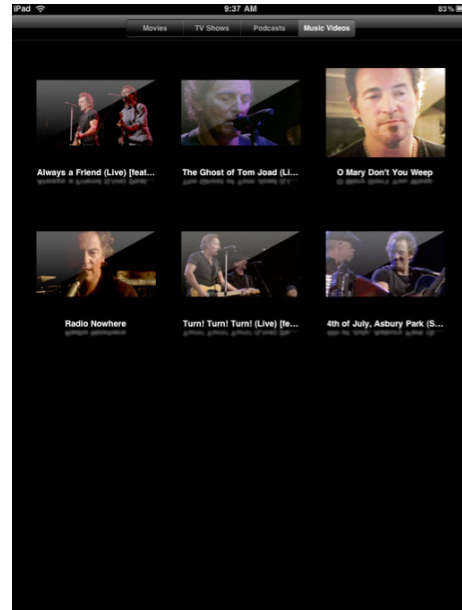 iPad 9:37 AM 83%
Movies TV Shows Podcasts Music Videos
Always a Friend (Live) [feat... The Ghost of Tom Joad (Li... O Mary Don't You Weep
Radio Nowhere Turn! Turn! Turn! (Live) [fe... 4th of July, Asbury Park (S...